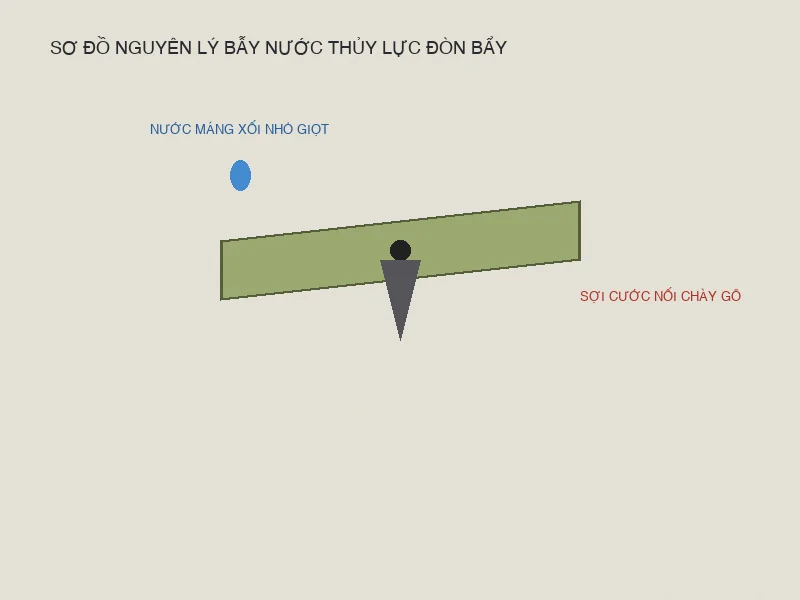 SƠ ĐỒ NGUYÊN LÝ BẪY NƯỚC THỦY LỰC ĐÒN BẨY
NƯỚC MÁNG XỐI NHỎ GIỌT
SỢI CƯỚC NỐI CHÀY GỖ